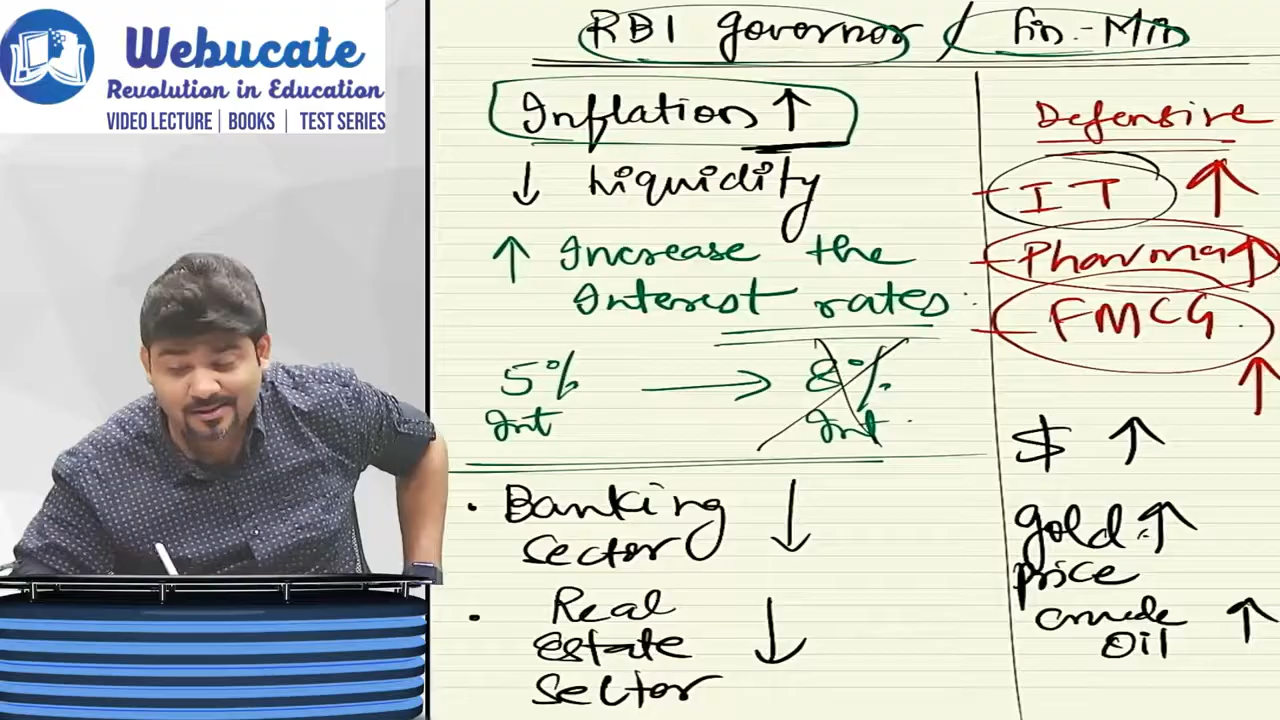 Webucate
Revolution in Education
VIDEO LECTURE | BOOKS | TEST SERIES
RBI governor / Fin.-Min
Inflation ↑
↓ Liquidity
↑ Increase the
Interest rates
5% → 8%
Int Int
• Banking ↓
Sector
• Real ↓
Estate
Sector
Defensive
IT ↑
Pharma ↑
FMCG ↑
$ ↑
gold ↑
price
crude ↑
oil